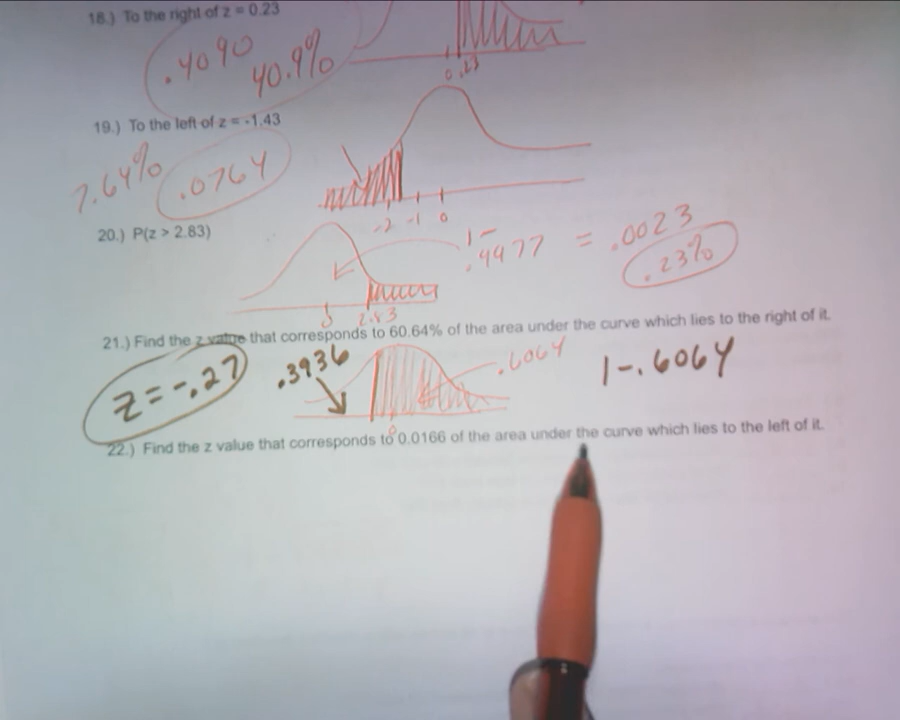 18.) To the right of z = 0.23
.4090
40.9%
0.23
19.) To the left of z = -1.43
7.64%
.0764
-2 -1 0
20.) P(z > 2.83)
1-
.9977 = .0023
.23%
2.83
21.) Find the z value that corresponds to 60.64% of the area under the curve which lies to the right of it.
z = -.27
.3936
.6064
1-.6064
0
22.) Find the z value that corresponds to 0.0166 of the area under the curve which lies to the left of it.